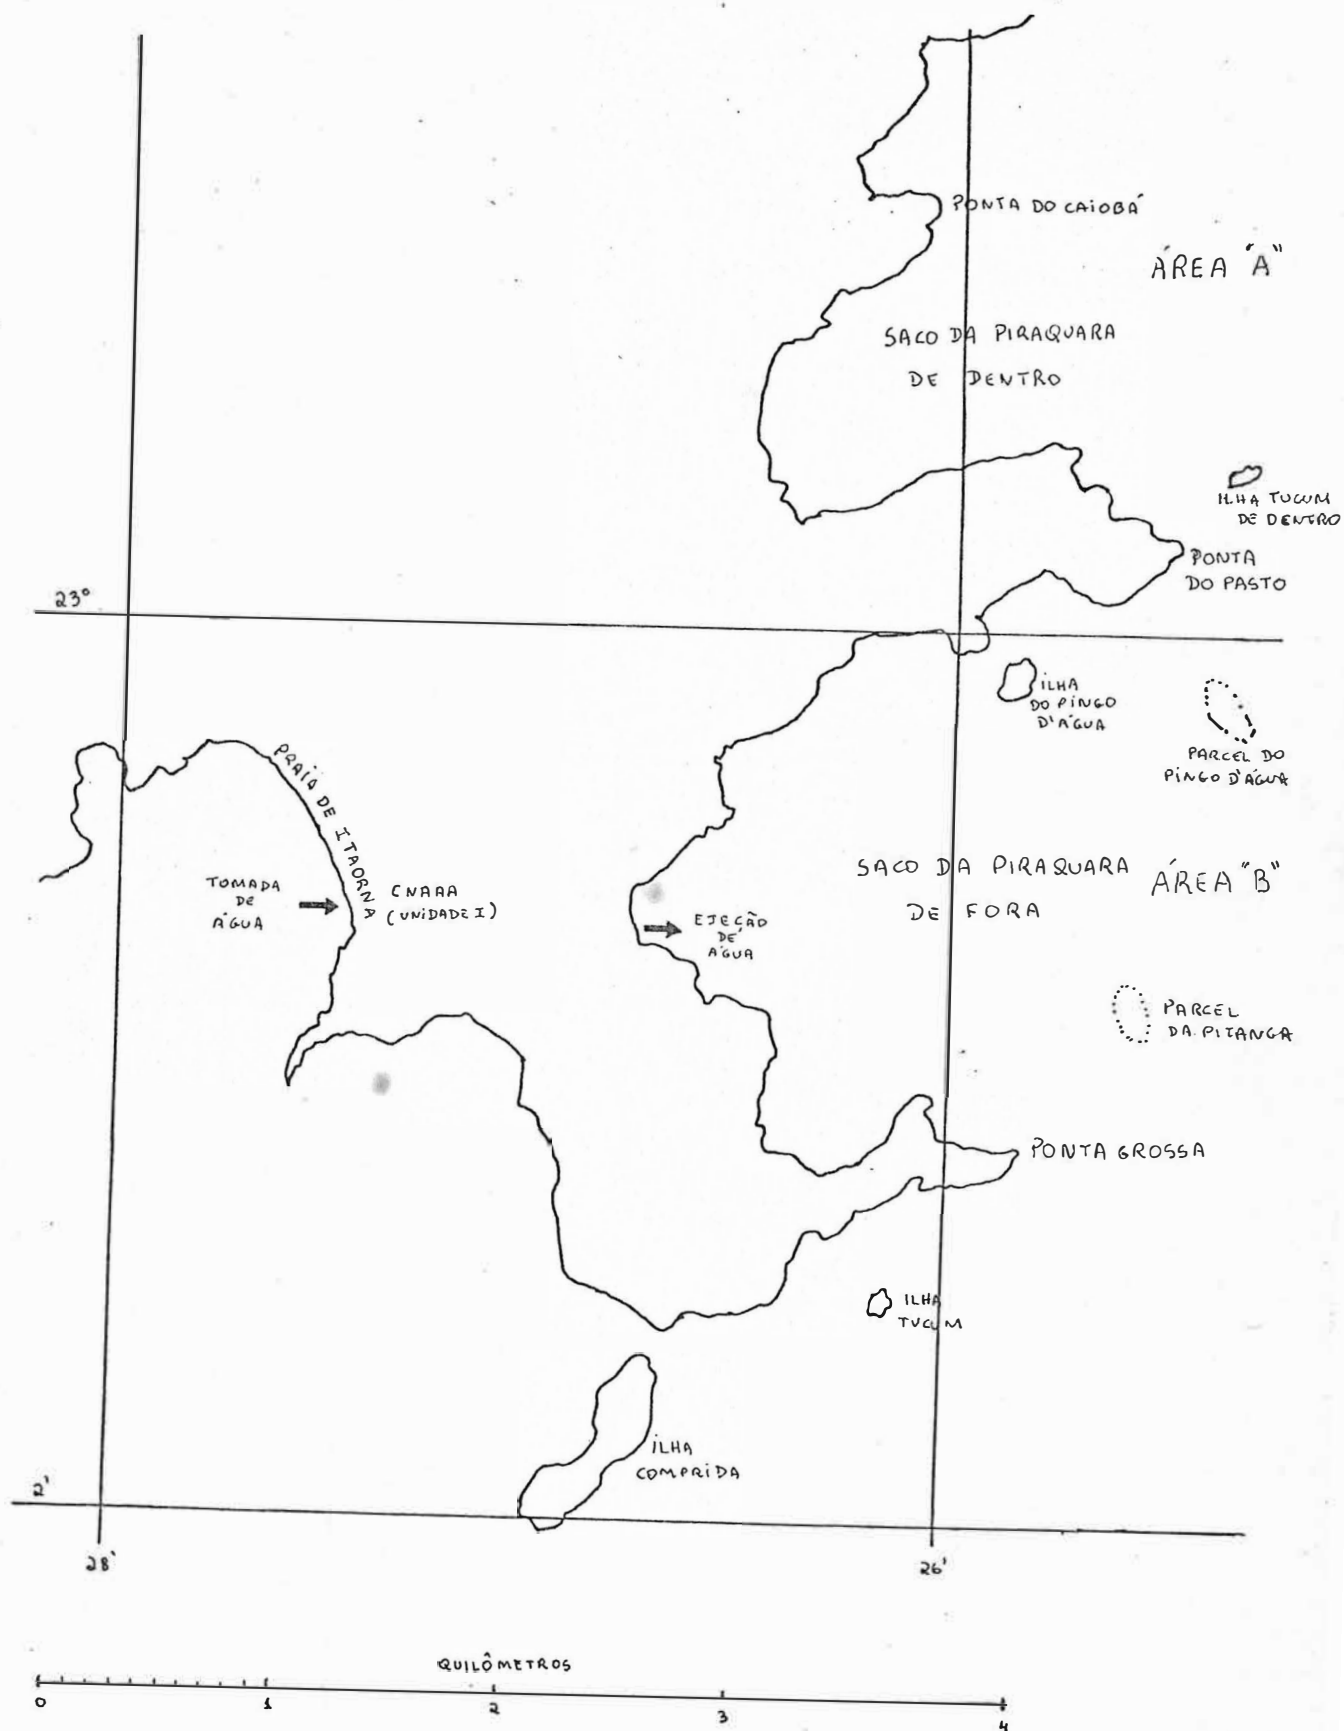 PONTA DO CAIOBÁ
ÁREA "A"
SACO DA PIRAQUARA
DE DENTRO
ILHA TUCUM
DE DENTRO
PONTA
DO PASTO
23°
ILHA
DO PINGO
D'ÁGUA
PARCEL DO
PINGO D'ÁGUA
PRAIA DE ITAORNA
SACO DA PIRAQUARA
DE FORA
ÁREA "B"
TOMADA
DE
ÁGUA
CNAAA
(UNIDADE I)
EJEÇÃO
DE
ÁGUA
PARCEL
DA PITANGA
PONTA GROSSA
ILHA
TUCUM
ILHA
COMPRIDA
2'
28'
26'
QUILÔMETROS
0 1 2 3 4